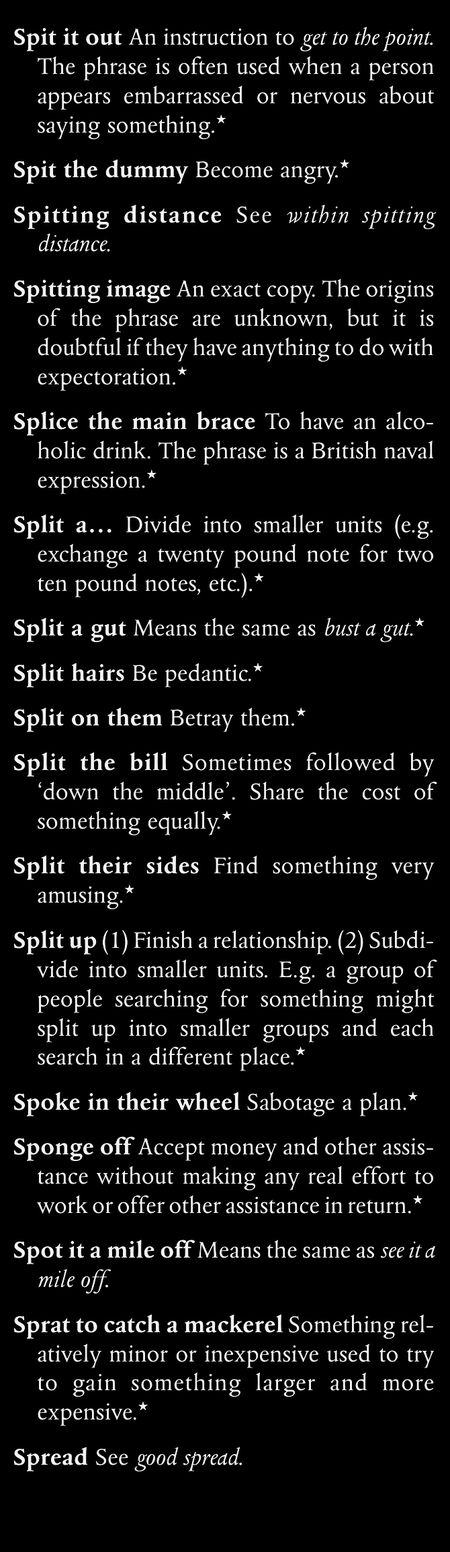 Spit it out An instruction to get to the point.
The phrase is often used when a person
appears embarrassed or nervous about
saying something.★
Spit the dummy Become angry.★
Spitting distance See within spitting
distance.
Spitting image An exact copy. The origins
of the phrase are unknown, but it is
doubtful if they have anything to do with
expectoration.★
Splice the main brace To have an alco-
holic drink. The phrase is a British naval
expression.★
Split a… Divide into smaller units (e.g.
exchange a twenty pound note for two
ten pound notes, etc.).★
Split a gut Means the same as bust a gut.★
Split hairs Be pedantic.★
Split on them Betray them.★
Split the bill Sometimes followed by
‘down the middle’. Share the cost of
something equally.★
Split their sides Find something very
amusing.★
Split up (1) Finish a relationship. (2) Subdi-
vide into smaller units. E.g. a group of
people searching for something might
split up into smaller groups and each
search in a different place.★
Spoke in their wheel Sabotage a plan.★
Sponge off Accept money and other assis-
tance without making any real effort to
work or offer other assistance in return.★
Spot it a mile off Means the same as see it a
mile off.
Sprat to catch a mackerel Something rel-
atively minor or inexpensive used to try
to gain something larger and more
expensive.★
Spread See good spread.